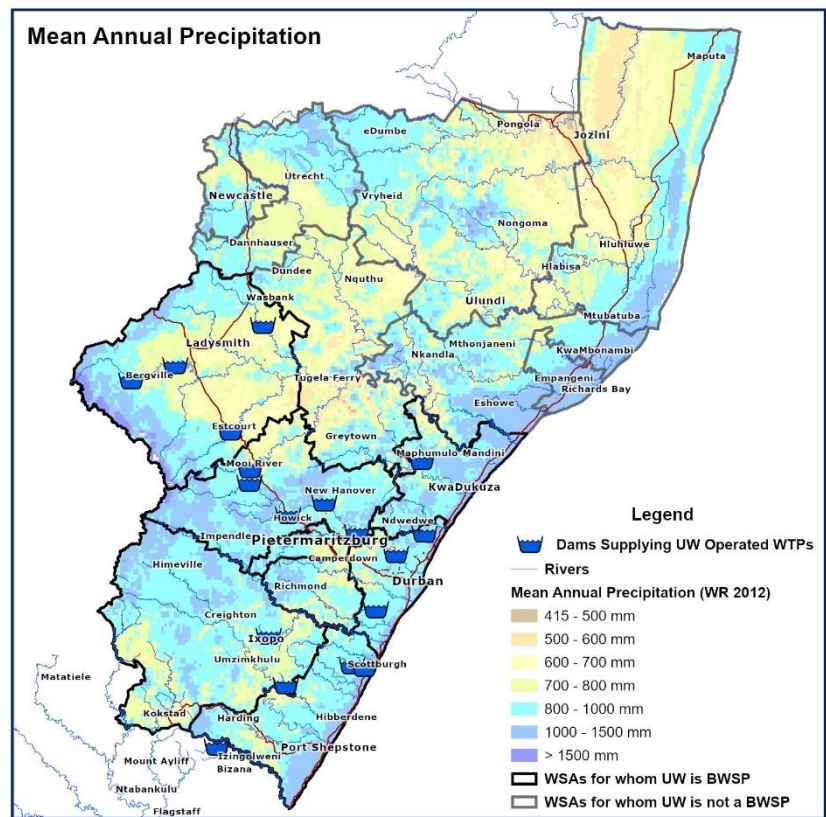 Mean Annual Precipitation
Maputa
Pongola
Jozini
eDumbe
Utrecht
Newcastle
Vryheid
Nongoma
Dannhauser
Hluhluwe
Hlabisa
Dundee
Nquthu
Ulundi
Wasbank
Mtubatuba
Mthonjaneni
Ladysmith
Nkandla
KwaMbonambi
Bergville
Tugela Ferry
Empangeni
Richards Bay
Eshowe
Estcourt
Greytown
Maphumulo Mandini
Mooi River
KwaDukuza
New Hanover
Howick
Ndwedwe
Impendle
Pietermaritzburg
Camperdown
Himeville
Durban
Richmond
Creighton
Ixopo
Umzimkhulu
Scottburgh
Matatiele
Kokstad
Harding
Hibberdene
Port Shepstone
Izingolweni
Mount Ayliff
Bizana
Ntabankulu
Flagstaff
Legend
Dams Supplying UW Operated WTPs
Rivers
Mean Annual Precipitation (WR 2012)
415 - 500 mm
500 - 600 mm
600 - 700 mm
700 - 800 mm
800 - 1000 mm
1000 - 1500 mm
> 1500 mm
WSAs for whom UW is BWSP
WSAs for whom UW is not a BWSP